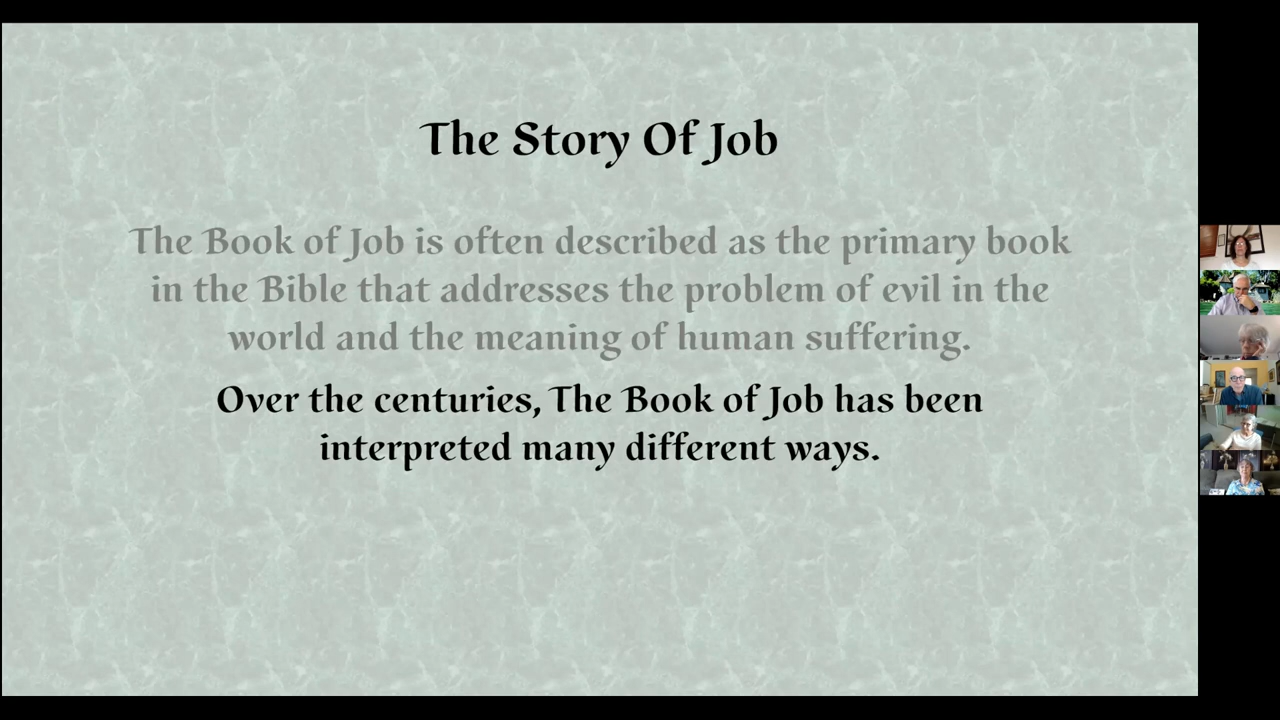 The Story Of Job
The Book of Job is often described as the primary book
in the Bible that addresses the problem of evil in the
world and the meaning of human suffering.
Over the centuries, The Book of Job has been
interpreted many different ways.